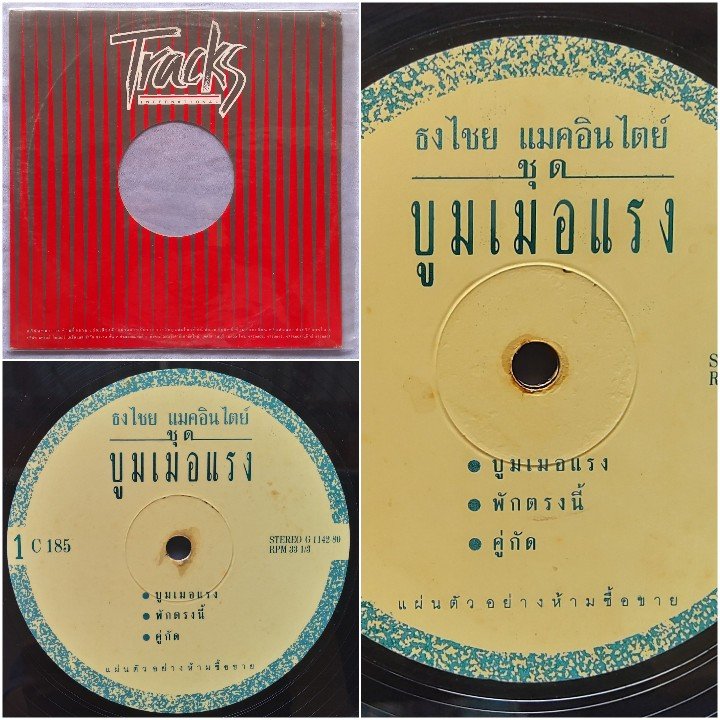 Tracks
INTERNATIONAL
ธงไชย แมคอินไตย์
ชุด
บูมเมอแรง
1 C 185
STEREO G 1142 80
RPM 33 1/3
บูมเมอแรง
พักตรงนี้
คู่กัด
แผ่นตัวอย่างห้ามซื้อขาย
ธงไชย แมคอินไตย์
ชุด
บูมเมอแรง
S
R
บูมเมอแรง
พักตรงนี้
คู่กัด
แผ่นตัวอย่างห้ามซื้อขาย